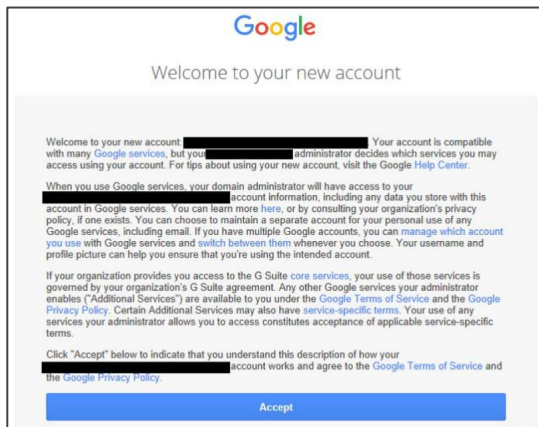 Google
Welcome to your new account
Welcome to your new account: Your account is compatible
with many Google services, but your administrator decides which services you may
access using your account. For tips about using your new account, visit the Google Help Center.
When you use Google services, your domain administrator will have access to your
account information, including any data you store with this
account in Google services. You can learn more here, or by consulting your organization's privacy
policy, if one exists. You can choose to maintain a separate account for your personal use of any
Google services, including email. If you have multiple Google accounts, you can manage which account
you use with Google services and switch between them whenever you choose. Your username and
profile picture can help you ensure that you're using the intended account.
If your organization provides you access to the G Suite core services, your use of those services is
governed by your organization's G Suite agreement. Any other Google services your administrator
enables ("Additional Services") are available to you under the Google Terms of Service and the Google
Privacy Policy. Certain Additional Services may also have service-specific terms. Your use of any
services your administrator allows you to access constitutes acceptance of applicable service-specific
terms.
Click "Accept" below to indicate that you understand this description of how your
account works and agree to the Google Terms of Service and
the Google Privacy Policy.
Accept